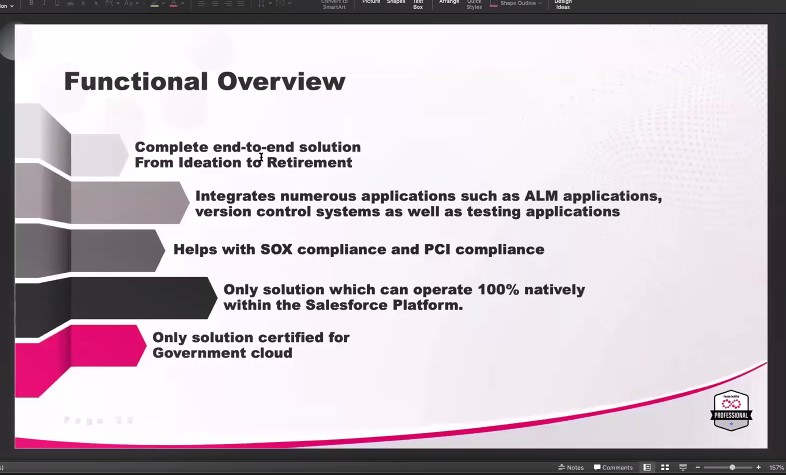 Convert to
SmartArt
Picture
Shapes
Text
Box
Arrange
Quick
Styles
Shape Outline
Design
Ideas
Functional Overview
Complete end-to-end solution
From Ideation to Retirement
Integrates numerous applications such as ALM applications,
version control systems as well as testing applications
Helps with SOX compliance and PCI compliance
Only solution which can operate 100% natively
within the Salesforce Platform.
Only solution certified for
Government cloud
PROFESSIONAL
Notes
Comments
157%